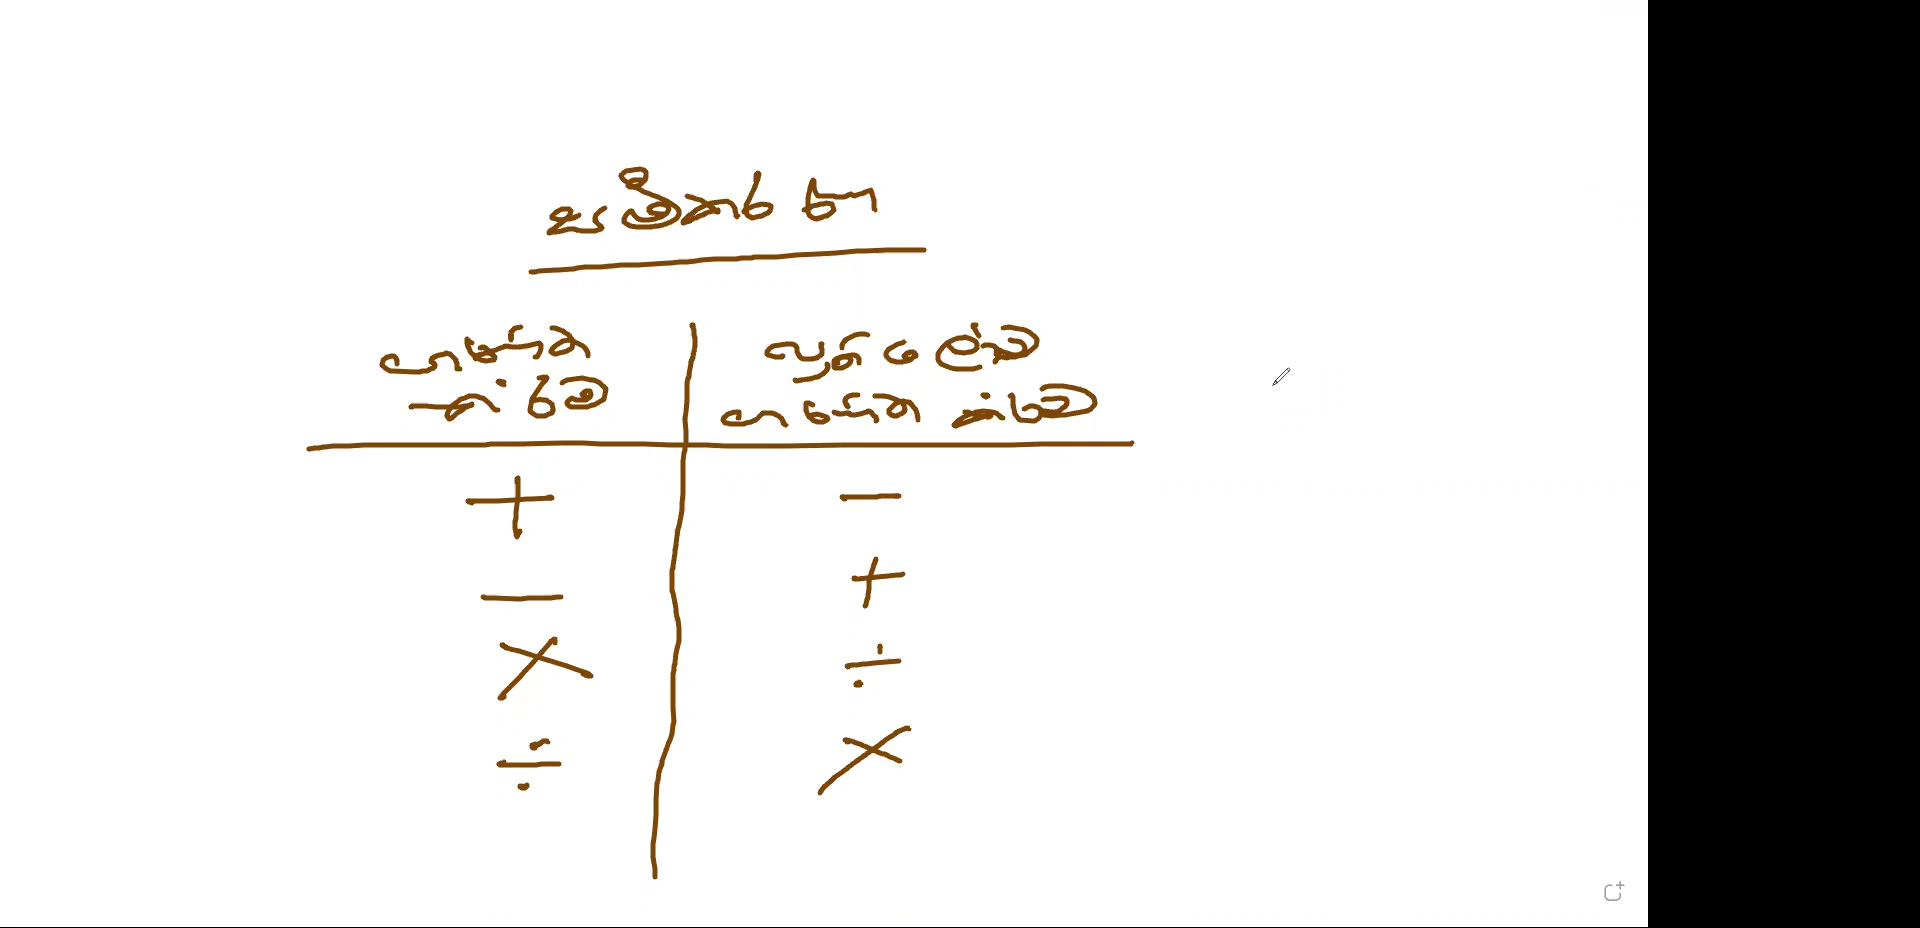 සමීකරණ
ගණිත
කර්ම
ප්‍රතිලෝම
ගණිත කර්ම
+ −
− +
× ÷
÷ ×